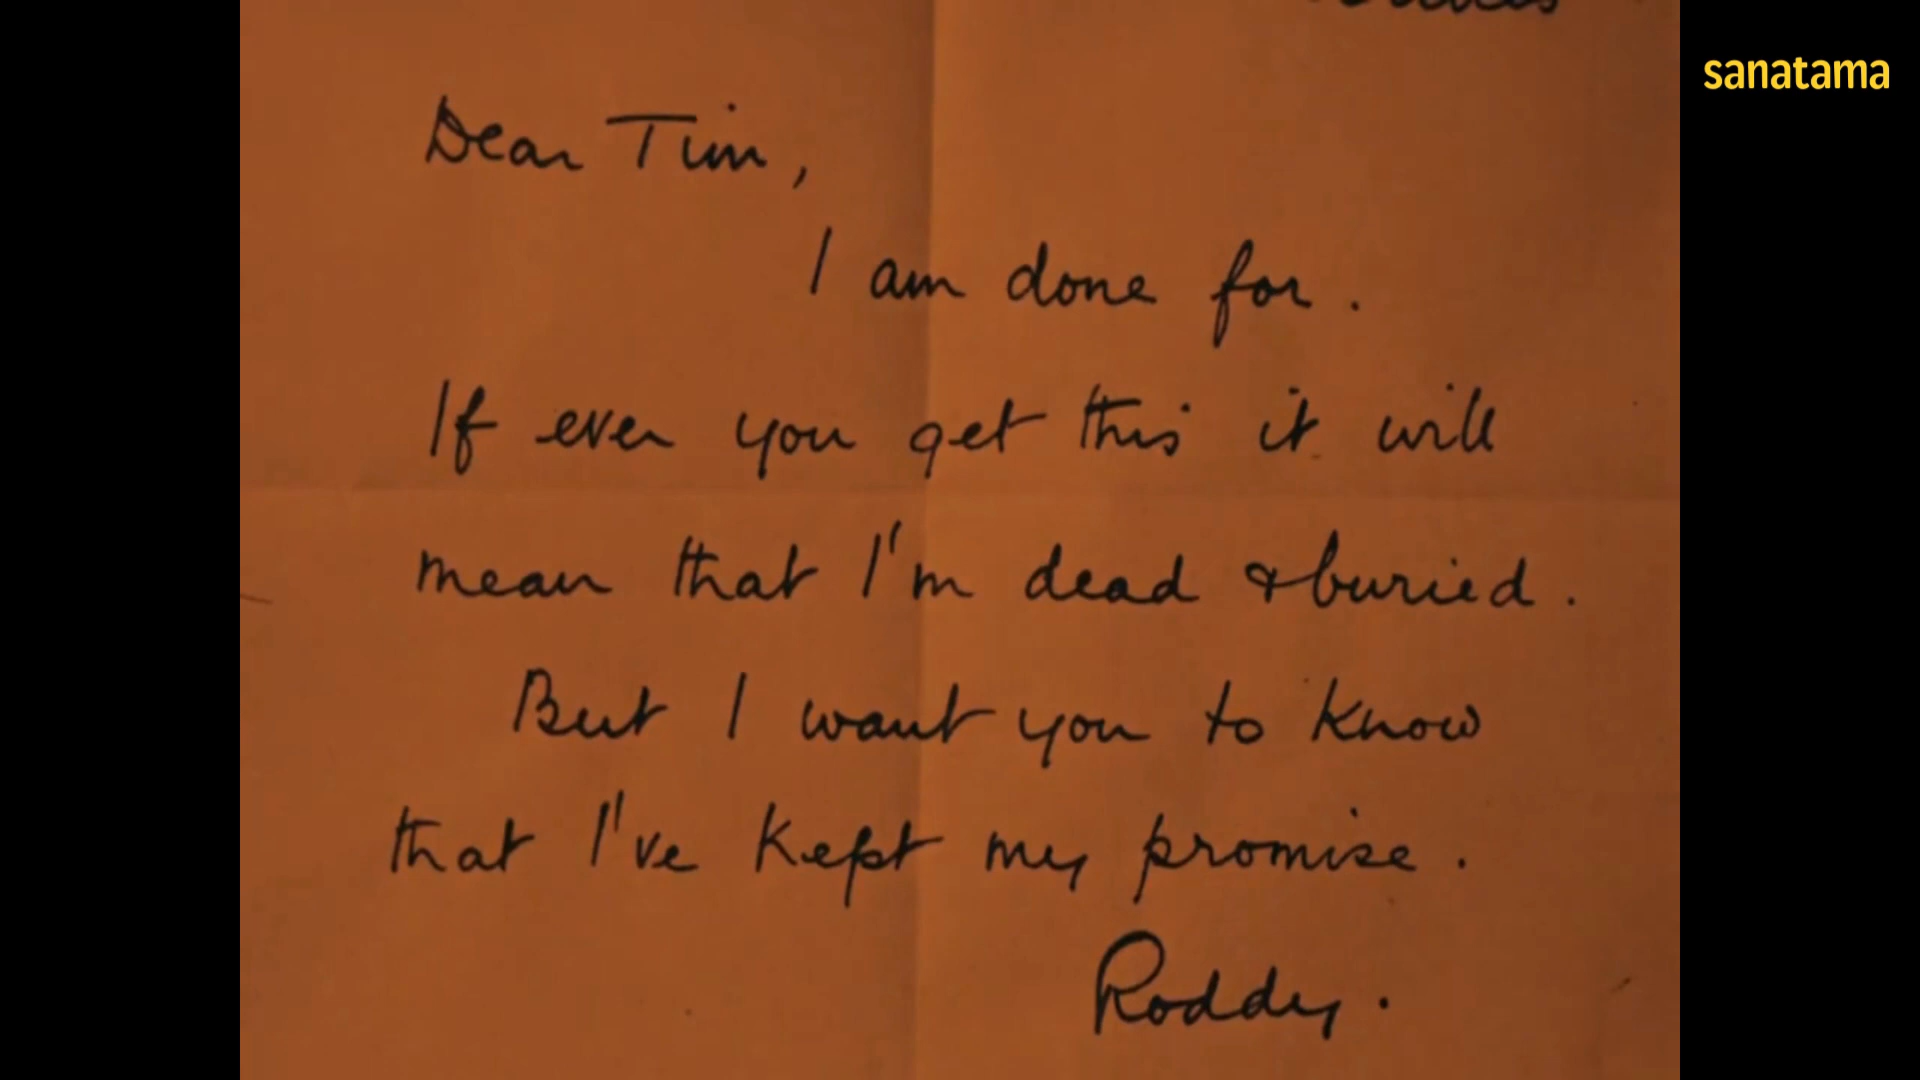 sanatama
Dear Tim,
I am done for.
If ever you get this it will
mean that I'm dead & buried.
But I want you to know
that I've kept my promise.
Roddy.